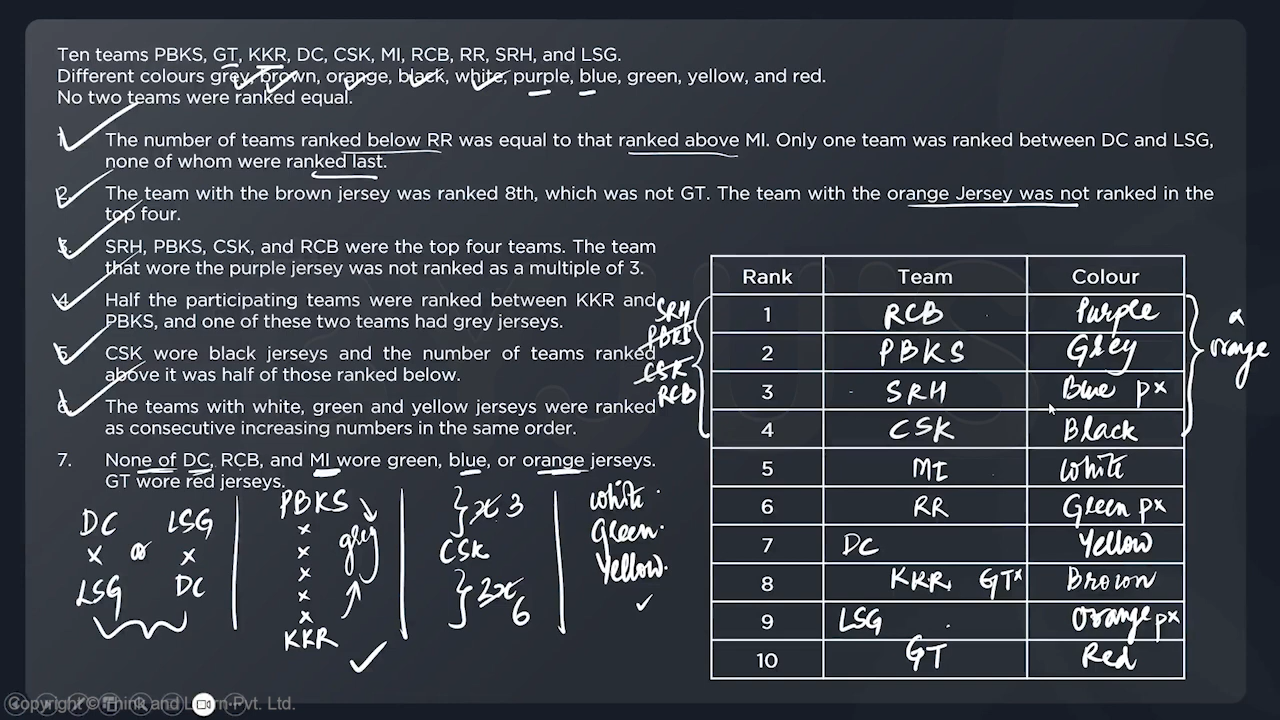 Ten teams PBKS, GT, KKR, DC, CSK, MI, RCB, RR, SRH, and LSG.
Different colours grey, brown, orange, black, white, purple, blue, green, yellow, and red.
No two teams were ranked equal.
1. The number of teams ranked below RR was equal to that ranked above MI. Only one team was ranked between DC and LSG,
none of whom were ranked last.
2. The team with the brown jersey was ranked 8th, which was not GT. The team with the orange Jersey was not ranked in the
top four.
3. SRH, PBKS, CSK, and RCB were the top four teams. The team
that wore the purple jersey was not ranked as a multiple of 3.
4. Half the participating teams were ranked between KKR and
PBKS, and one of these two teams had grey jerseys.
5. CSK wore black jerseys and the number of teams ranked
above it was half of those ranked below.
6. The teams with white, green and yellow jerseys were ranked
as consecutive increasing numbers in the same order.
7. None of DC, RCB, and MI wore green, blue, or orange jerseys.
GT wore red jerseys.
Rank Team Colour
1 RCB Purple
2 PBKS Grey
3 SRH Blue px
4 CSK Black
5 MI White
6 RR Green px
7 DC Yellow
8 KKR GTx Brown
9 LSG Orange px
10 GT Red
SRH
PBKS
CSK
RCB
x
orange
DC LSG
x or x
LSG DC
PBKS
x
x grey
x
x
x
KKR
} x 3
CSK
} 2x 6
White
Green
Yellow
Copyright © Think and Learn Pvt. Ltd.